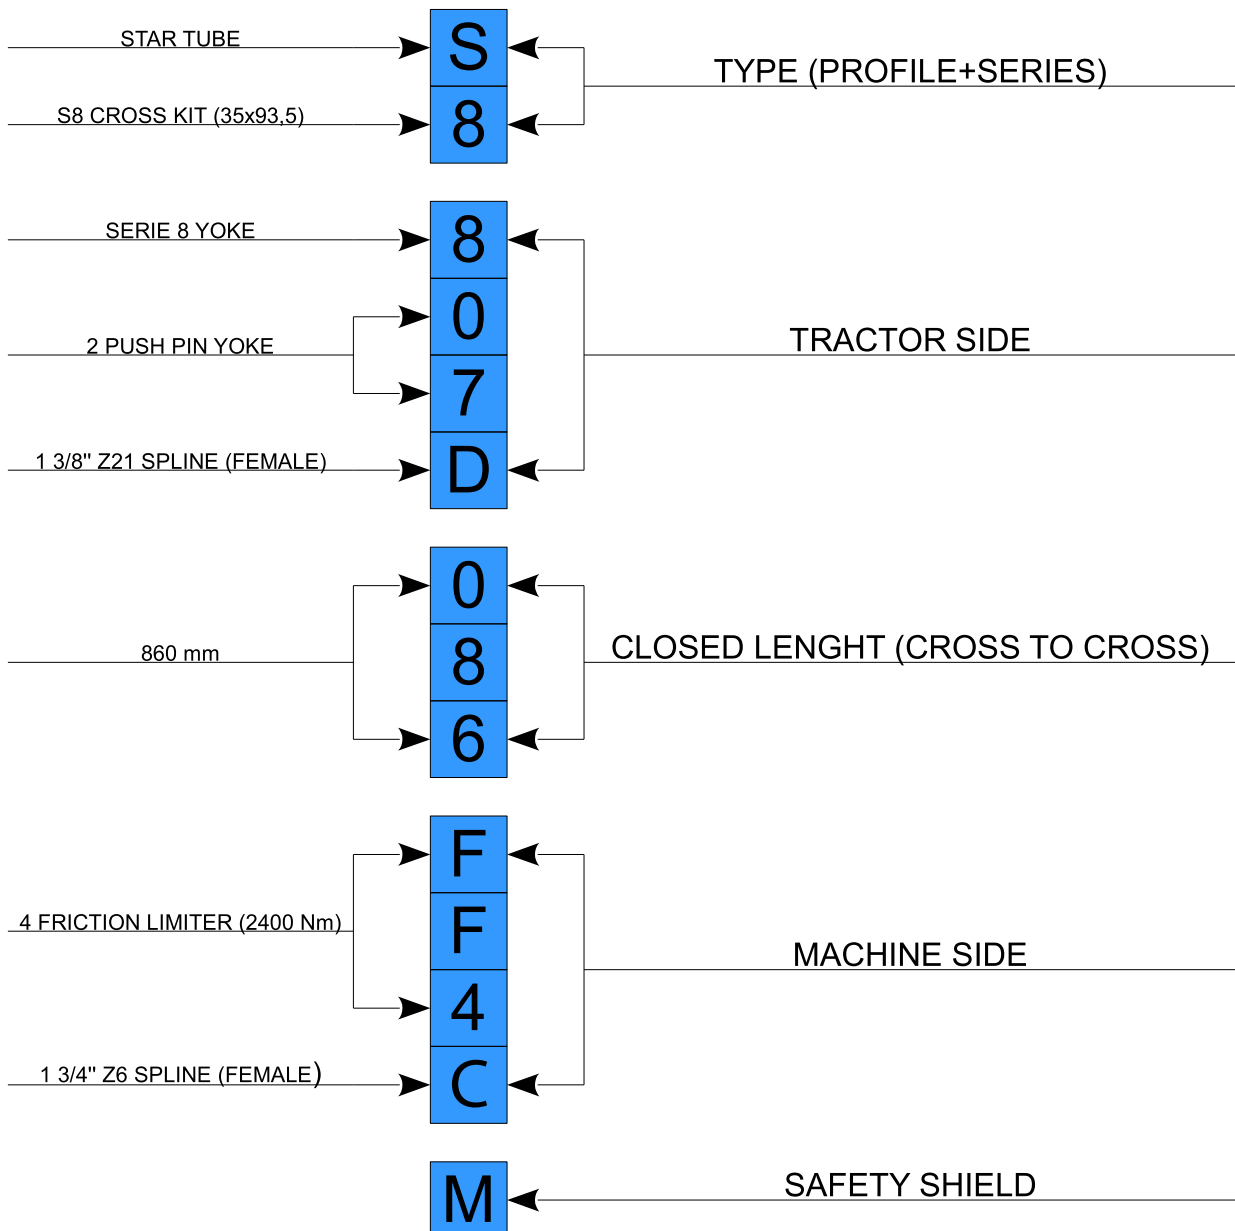 STAR TUBE
S
TYPE (PROFILE+SERIES)
S8 CROSS KIT (35x93,5)
8
SERIE 8 YOKE
8
0
2 PUSH PIN YOKE
TRACTOR SIDE
7
1 3/8" Z21 SPLINE (FEMALE)
D
0
860 mm
8
CLOSED LENGHT (CROSS TO CROSS)
6
F
4 FRICTION LIMITER (2400 Nm)
F
MACHINE SIDE
4
1 3/4" Z6 SPLINE (FEMALE)
C
M
SAFETY SHIELD